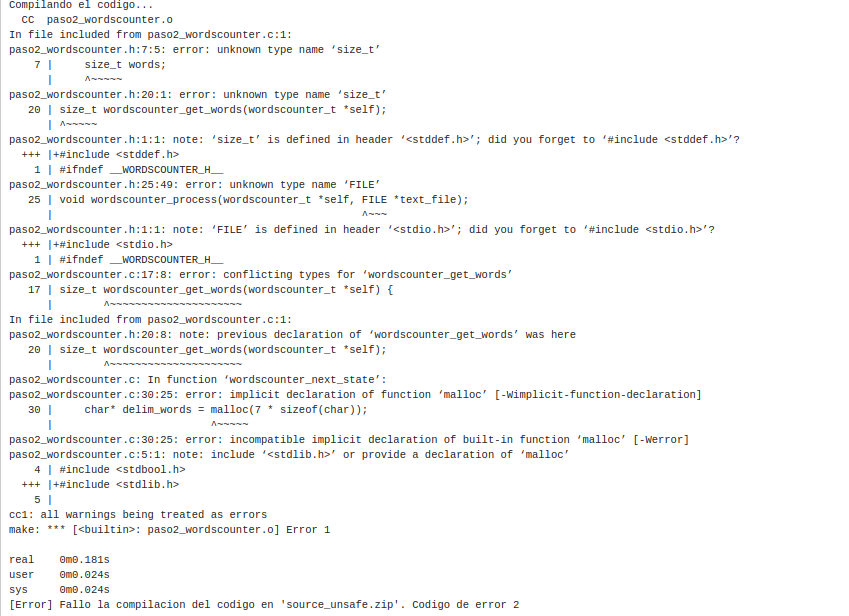 Compilando el codigo...
  CC  paso2_wordscounter.o
In file included from paso2_wordscounter.c:1:
paso2_wordscounter.h:7:5: error: unknown type name ‘size_t’
    7 |     size_t words;
      |     ^~~~~~
paso2_wordscounter.h:20:1: error: unknown type name ‘size_t’
   20 | size_t wordscounter_get_words(wordscounter_t *self);
      | ^~~~~~
paso2_wordscounter.h:1:1: note: ‘size_t’ is defined in header ‘<stddef.h>’; did you forget to ‘#include <stddef.h>’?
  +++ |+#include <stddef.h>
    1 | #ifndef __WORDSCOUNTER_H__
paso2_wordscounter.h:25:49: error: unknown type name ‘FILE’
   25 | void wordscounter_process(wordscounter_t *self, FILE *text_file);
      |                                                 ^~~~
paso2_wordscounter.h:1:1: note: ‘FILE’ is defined in header ‘<stdio.h>’; did you forget to ‘#include <stdio.h>’?
  +++ |+#include <stdio.h>
    1 | #ifndef __WORDSCOUNTER_H__
paso2_wordscounter.c:17:8: error: conflicting types for ‘wordscounter_get_words’
   17 | size_t wordscounter_get_words(wordscounter_t *self) {
      |        ^~~~~~~~~~~~~~~~~~~~~~
In file included from paso2_wordscounter.c:1:
paso2_wordscounter.h:20:8: note: previous declaration of ‘wordscounter_get_words’ was here
   20 | size_t wordscounter_get_words(wordscounter_t *self);
      |        ^~~~~~~~~~~~~~~~~~~~~~
paso2_wordscounter.c: In function ‘wordscounter_next_state’:
paso2_wordscounter.c:30:25: error: implicit declaration of function ‘malloc’ [-Wimplicit-function-declaration]
   30 |     char* delim_words = malloc(7 * sizeof(char));
      |                         ^~~~~~
paso2_wordscounter.c:30:25: error: incompatible implicit declaration of built-in function ‘malloc’ [-Werror]
paso2_wordscounter.c:5:1: note: include ‘<stdlib.h>’ or provide a declaration of ‘malloc’
    4 | #include <stdbool.h>
  +++ |+#include <stdlib.h>
    5 |
cc1: all warnings being treated as errors
make: *** [<builtin>: paso2_wordscounter.o] Error 1

real    0m0.181s
user    0m0.024s
sys     0m0.024s
[Error] Fallo la compilacion del codigo en 'source_unsafe.zip'. Codigo de error 2